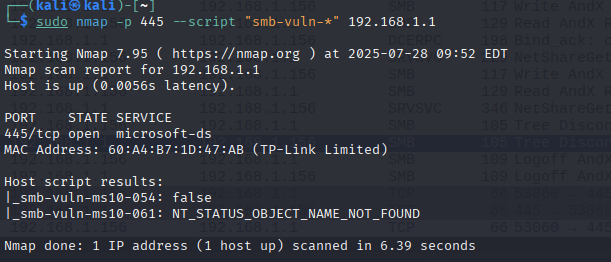 (kali㉿kali)-[~]
$ sudo nmap -p 445 --script "smb-vuln-*" 192.168.1.1
Starting Nmap 7.95 ( https://nmap.org ) at 2025-07-28 09:52 EDT
Nmap scan report for 192.168.1.1
Host is up (0.0056s latency).
PORT    STATE SERVICE
445/tcp open  microsoft-ds
MAC Address: 60:A4:B7:1D:47:AB (TP-Link Limited)
Host script results:
|_smb-vuln-ms10-054: false
|_smb-vuln-ms10-061: NT_STATUS_OBJECT_NAME_NOT_FOUND
Nmap done: 1 IP address (1 host up) scanned in 6.39 seconds